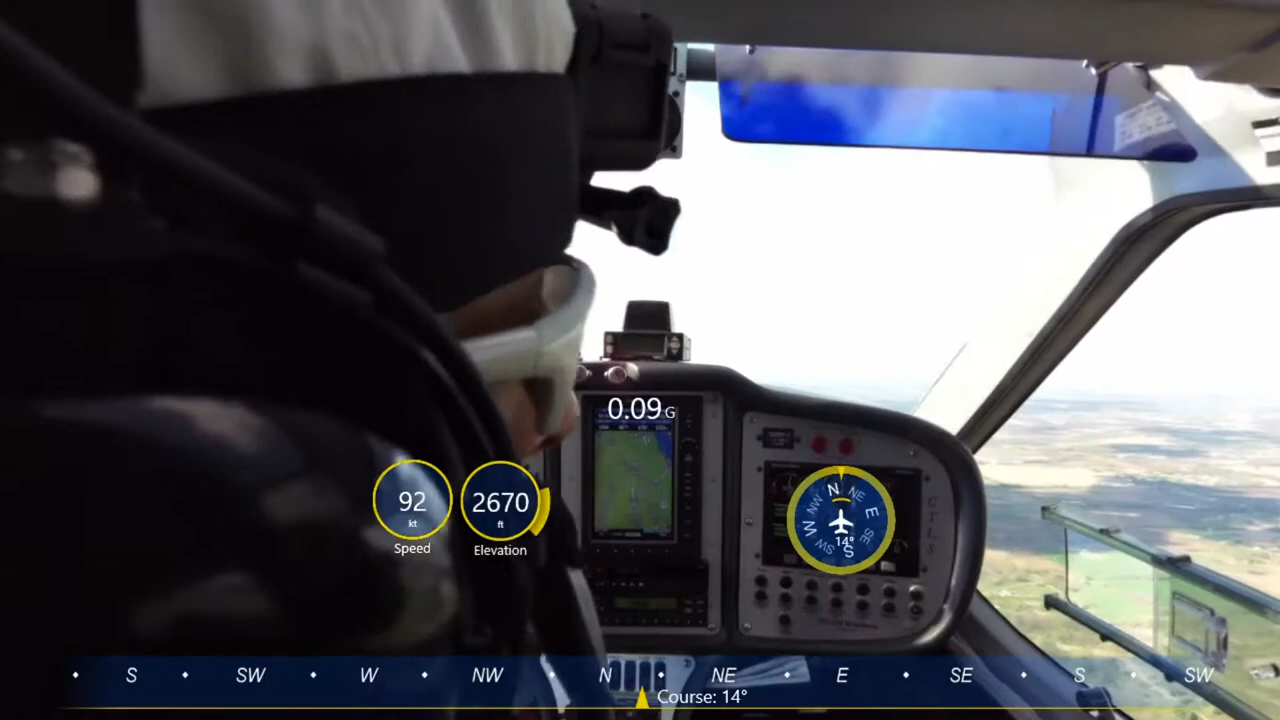 0.09 G
92
kt
Speed
2670
ft
Elevation
N
NE
E
SE
S
SW
W
NW
14°
CTLS
S SW W NW N NE E SE S SW
Course: 14°